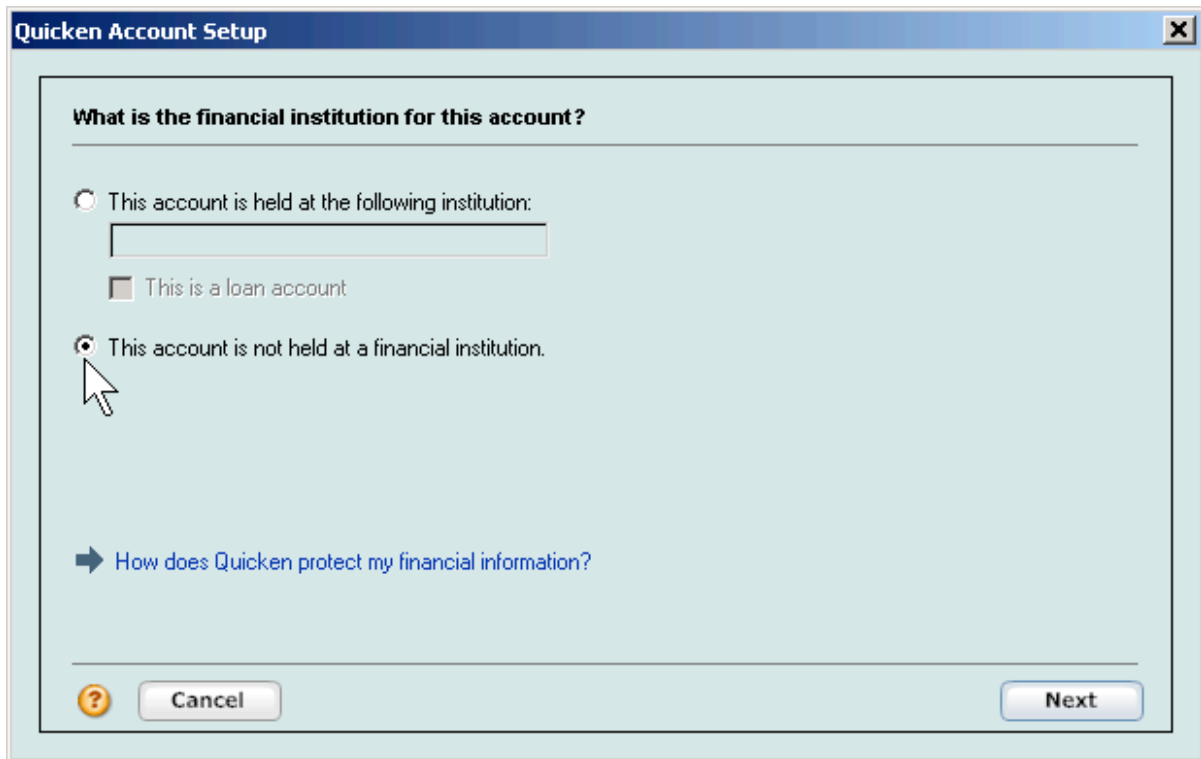 Quicken Account Setup
What is the financial institution for this account?
This account is held at the following institution:
This is a loan account
This account is not held at a financial institution.
How does Quicken protect my financial information?
?
Cancel
Next